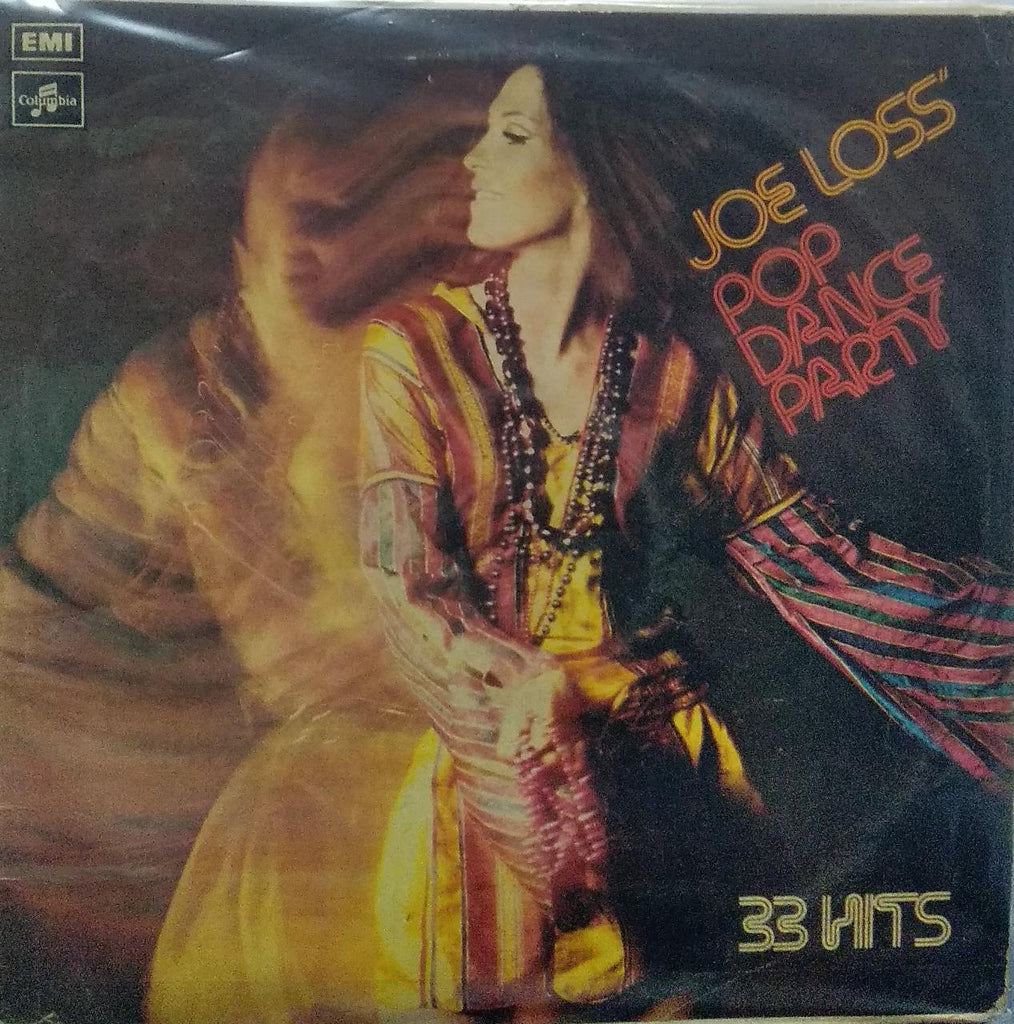 EMI
Columbia
JOE LOSS"
POP
DANCE
PARTY
33 HITS